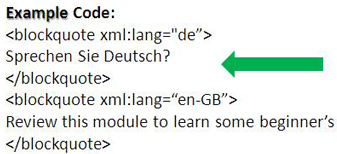 Example Code:
<blockquote xml:lang="de”>
Sprechen Sie Deutsch?
</blockquote>
<blockquote xml:lang=“en-GB”>
Review this module to learn some beginner’s
</blockquote>